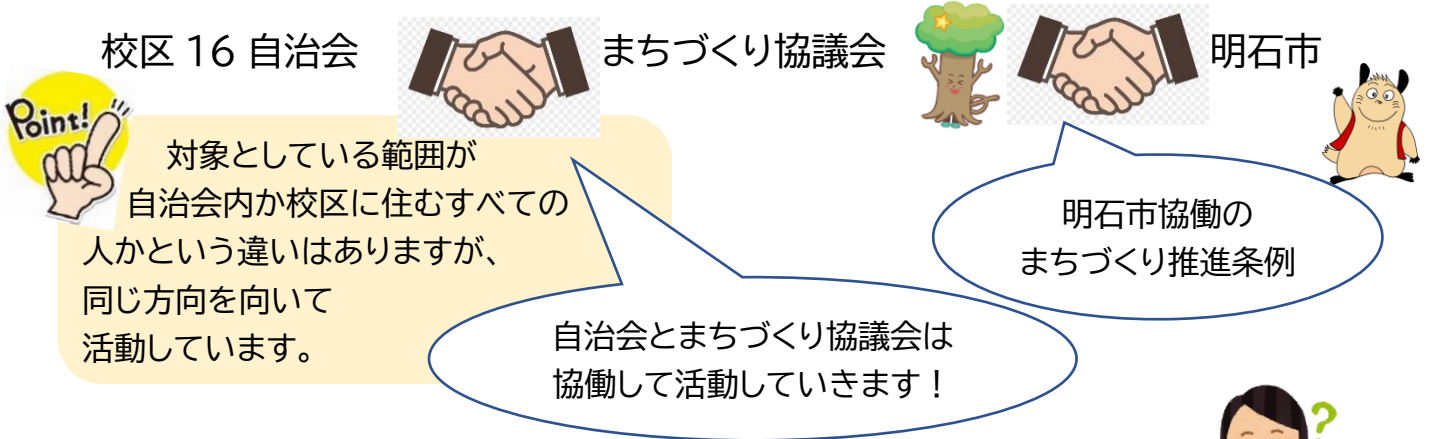 校区 16 自治会
まちづくり協議会
明石市
Point!
対象としている範囲が
自治会内か校区に住むすべての
人かという違いはありますが、
同じ方向を向いて
活動しています。
自治会とまちづくり協議会は
協働して活動していきます！
明石市協働の
まちづくり推進条例
?